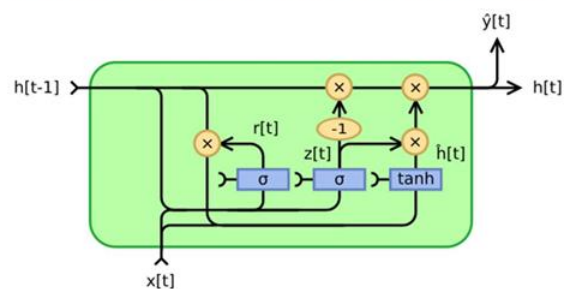 ŷ[t]
h[t-1]
×
×
h[t]
-1
r[t]
×
z[t]
×
ĥ[t]
σ
σ
tanh
x[t]